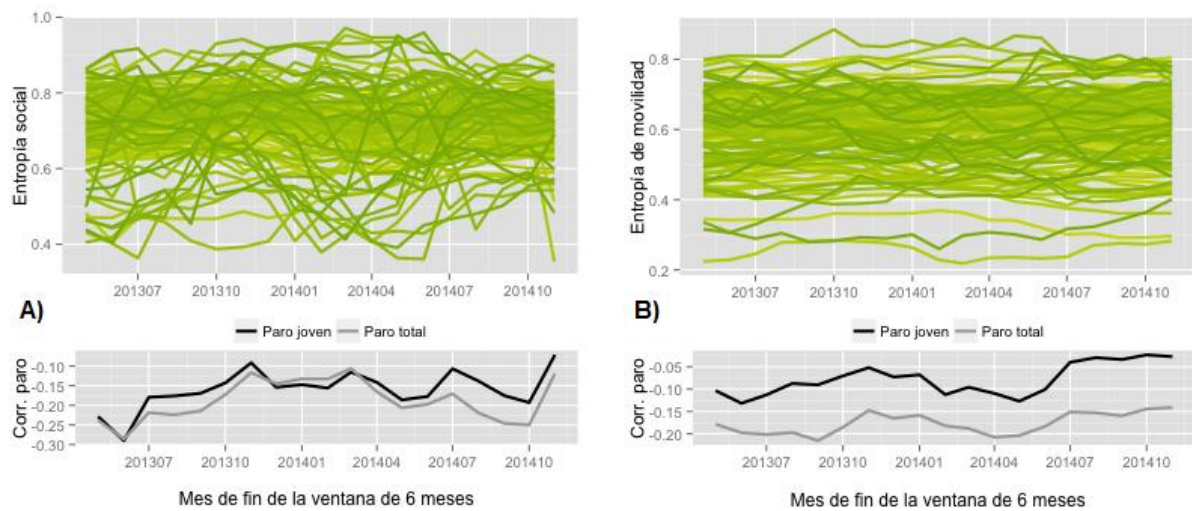 Entropía social
1.0
0.8
0.6
0.4
201307 201310 201401 201404 201407 201410
A)
Paro joven Paro total
Corr. paro
-0.10
-0.15
-0.20
-0.25
-0.30
201307 201310 201401 201404 201407 201410
Mes de fin de la ventana de 6 meses
Entropía de movilidad
0.8
0.6
0.4
0.2
201307 201310 201401 201404 201407 201410
B)
Paro joven Paro total
Corr. paro
-0.05
-0.10
-0.15
-0.20
201307 201310 201401 201404 201407 201410
Mes de fin de la ventana de 6 meses